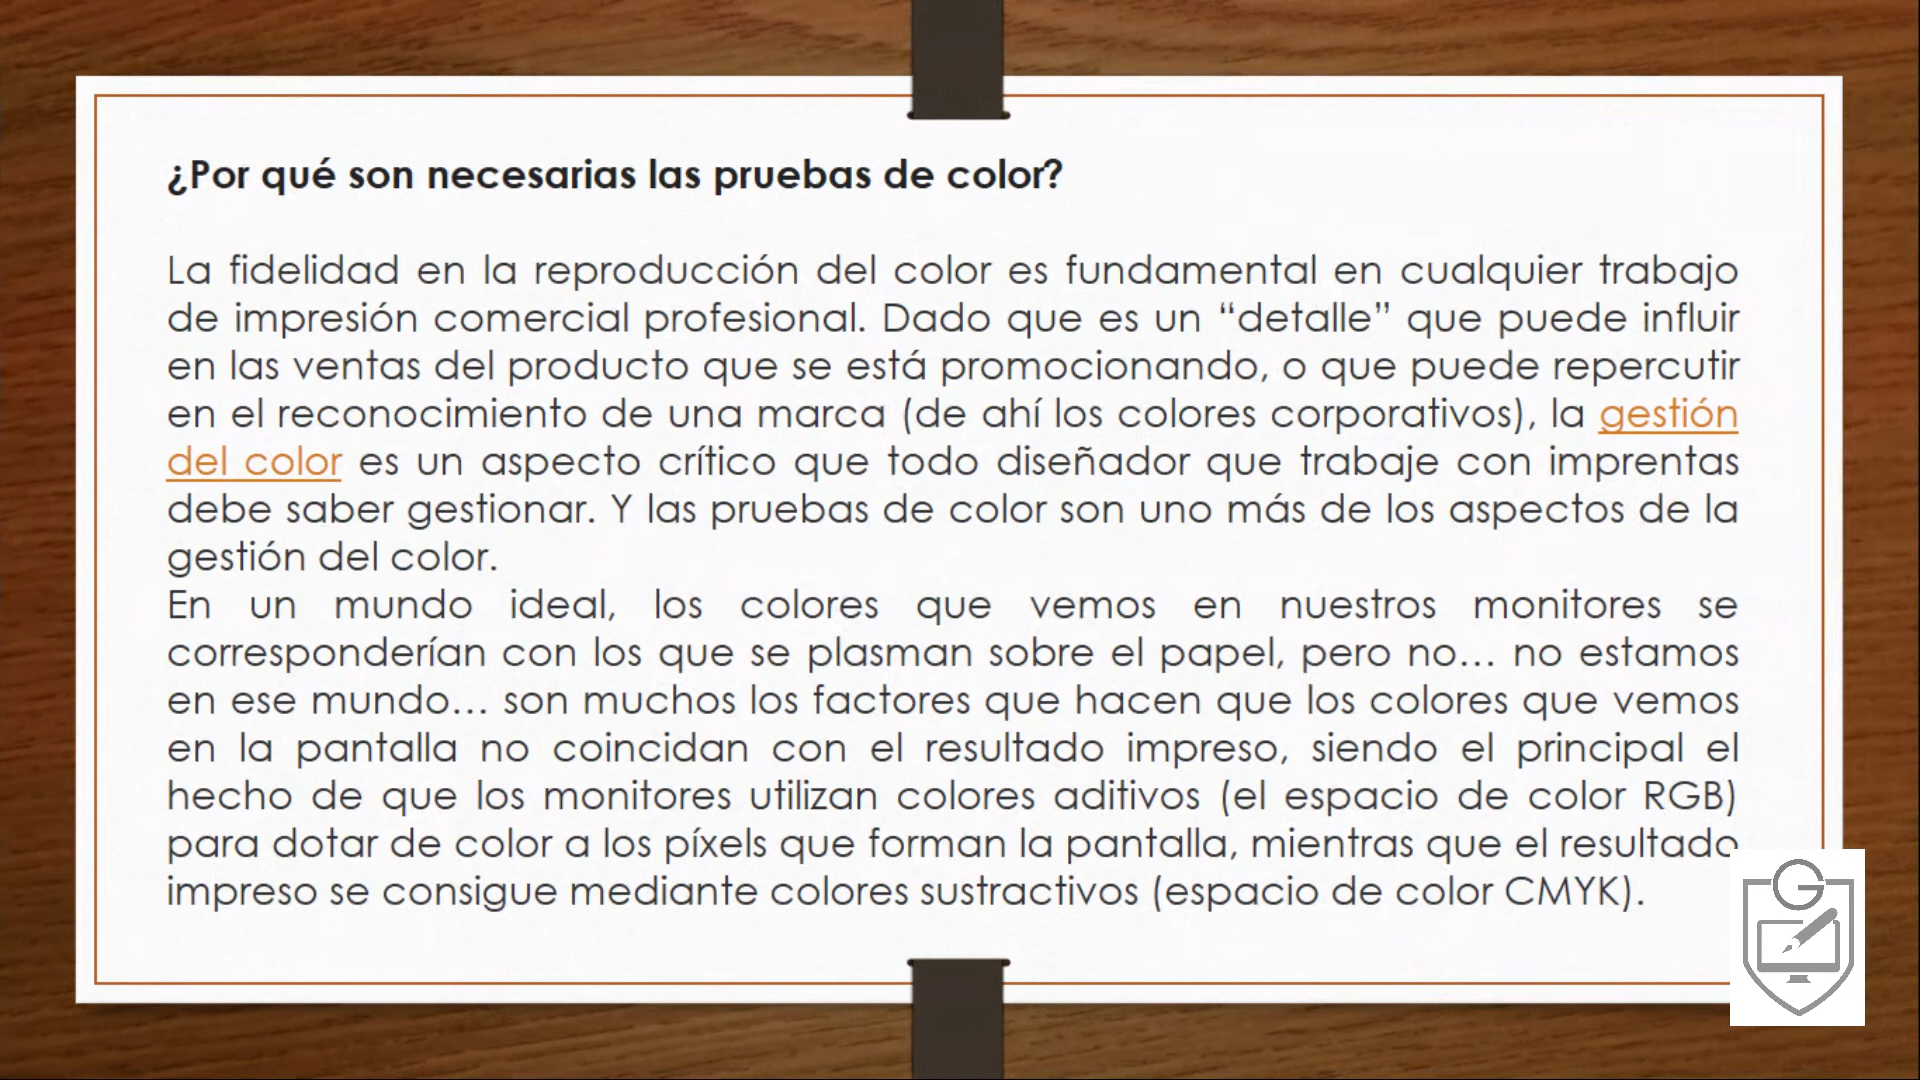 ¿Por qué son necesarias las pruebas de color?
La fidelidad en la reproducción del color es fundamental en cualquier trabajo
de impresión comercial profesional. Dado que es un “detalle” que puede influir
en las ventas del producto que se está promocionando, o que puede repercutir
en el reconocimiento de una marca (de ahí los colores corporativos), la gestión
del color es un aspecto crítico que todo diseñador que trabaje con imprentas
debe saber gestionar. Y las pruebas de color son uno más de los aspectos de la
gestión del color.
En un mundo ideal, los colores que vemos en nuestros monitores se
corresponderían con los que se plasman sobre el papel, pero no... no estamos
en ese mundo... son muchos los factores que hacen que los colores que vemos
en la pantalla no coincidan con el resultado impreso, siendo el principal el
hecho de que los monitores utilizan colores aditivos (el espacio de color RGB)
para dotar de color a los píxels que forman la pantalla, mientras que el resultado
impreso se consigue mediante colores sustractivos (espacio de color CMYK).
G